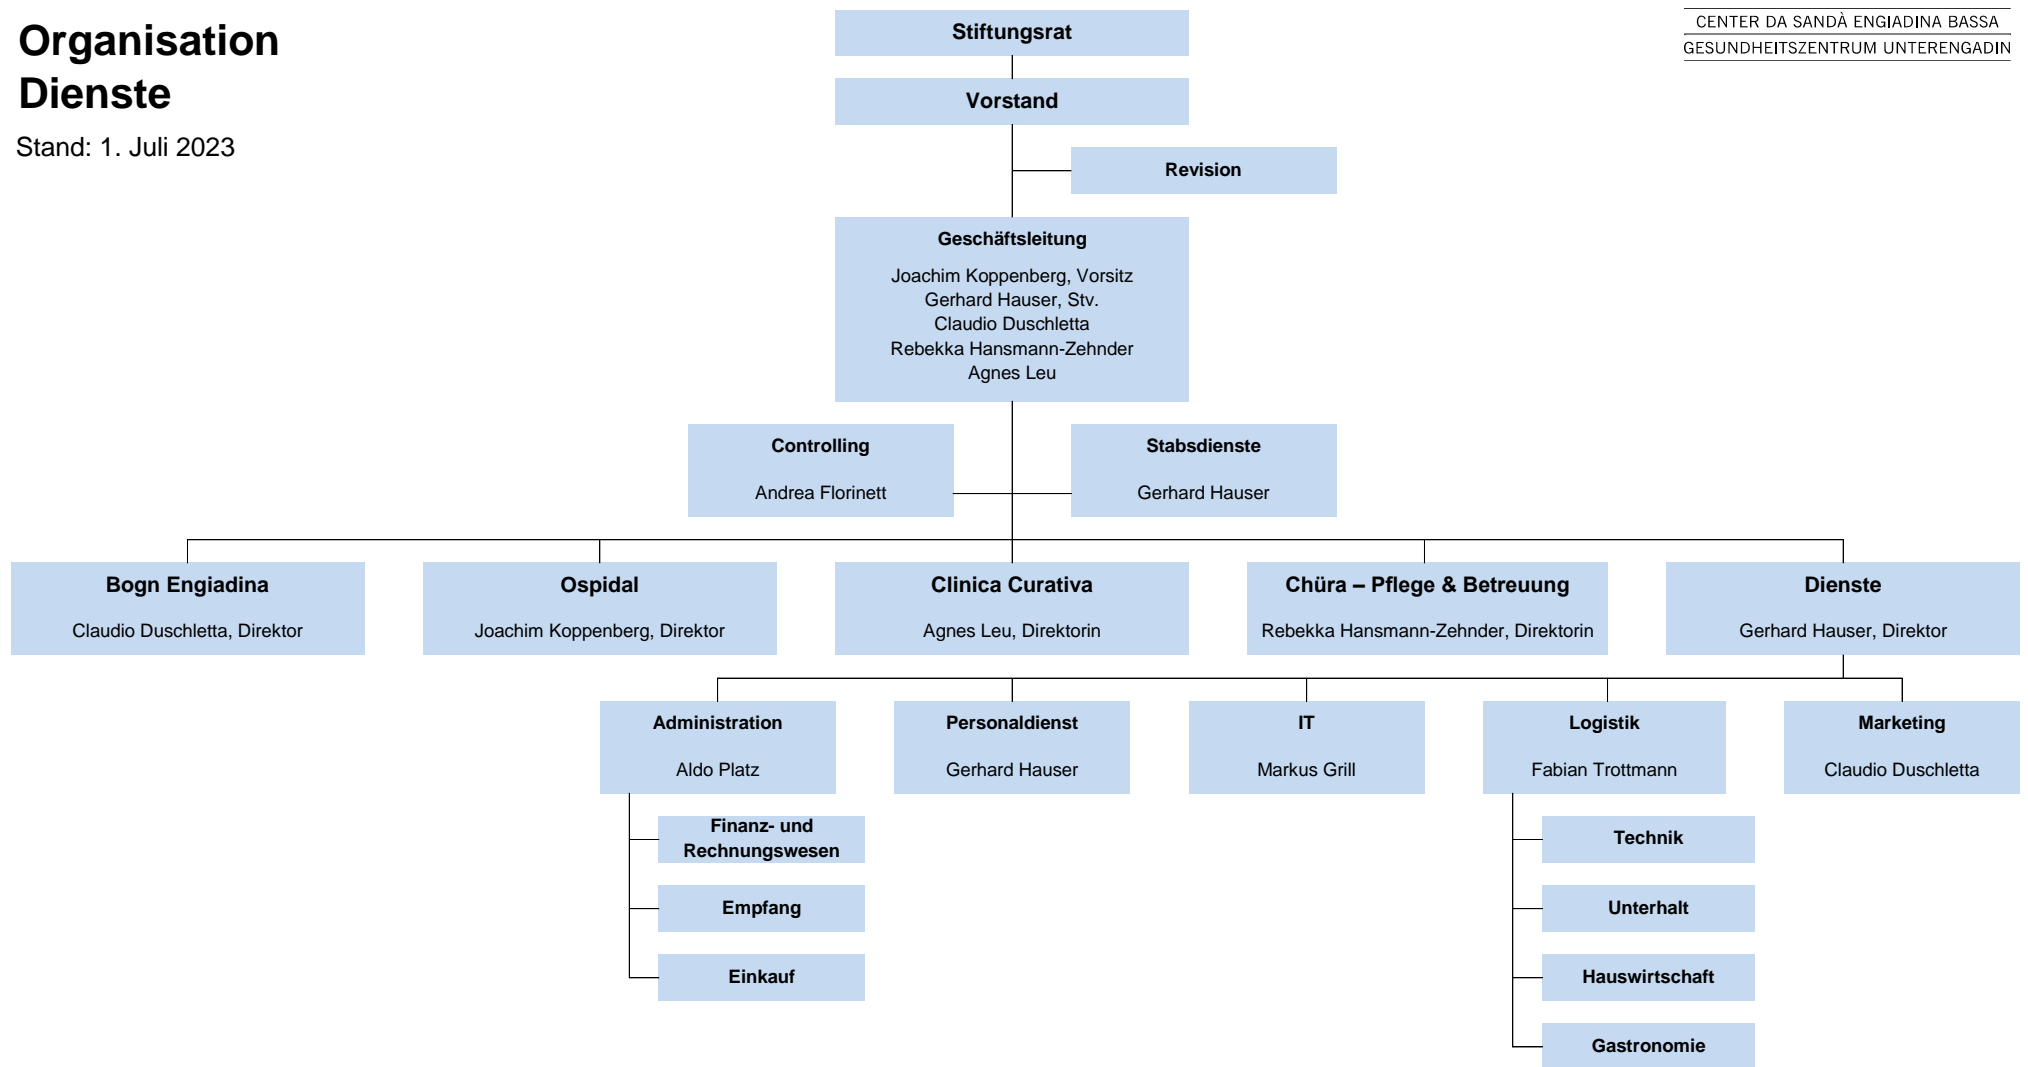 Organisation
Dienste
Stand: 1. Juli 2023
CENTER DA SANDÀ ENGIADINA BASSA
GESUNDHEITSZENTRUM UNTERENGADIN
Stiftungsrat
Vorstand
Revision
Geschäftsleitung
Joachim Koppenberg, Vorsitz
Gerhard Hauser, Stv.
Claudio Duschletta
Rebekka Hansmann-Zehnder
Agnes Leu
Controlling
Andrea Florinett
Stabsdienste
Gerhard Hauser
Bogn Engiadina
Claudio Duschletta, Direktor
Ospidal
Joachim Koppenberg, Direktor
Clinica Curativa
Agnes Leu, Direktorin
Chüra – Pflege & Betreuung
Rebekka Hansmann-Zehnder, Direktorin
Dienste
Gerhard Hauser, Direktor
Administration
Aldo Platz
Personaldienst
Gerhard Hauser
IT
Markus Grill
Logistik
Fabian Trottmann
Marketing
Claudio Duschletta
Finanz- und
Rechnungswesen
Empfang
Einkauf
Technik
Unterhalt
Hauswirtschaft
Gastronomie